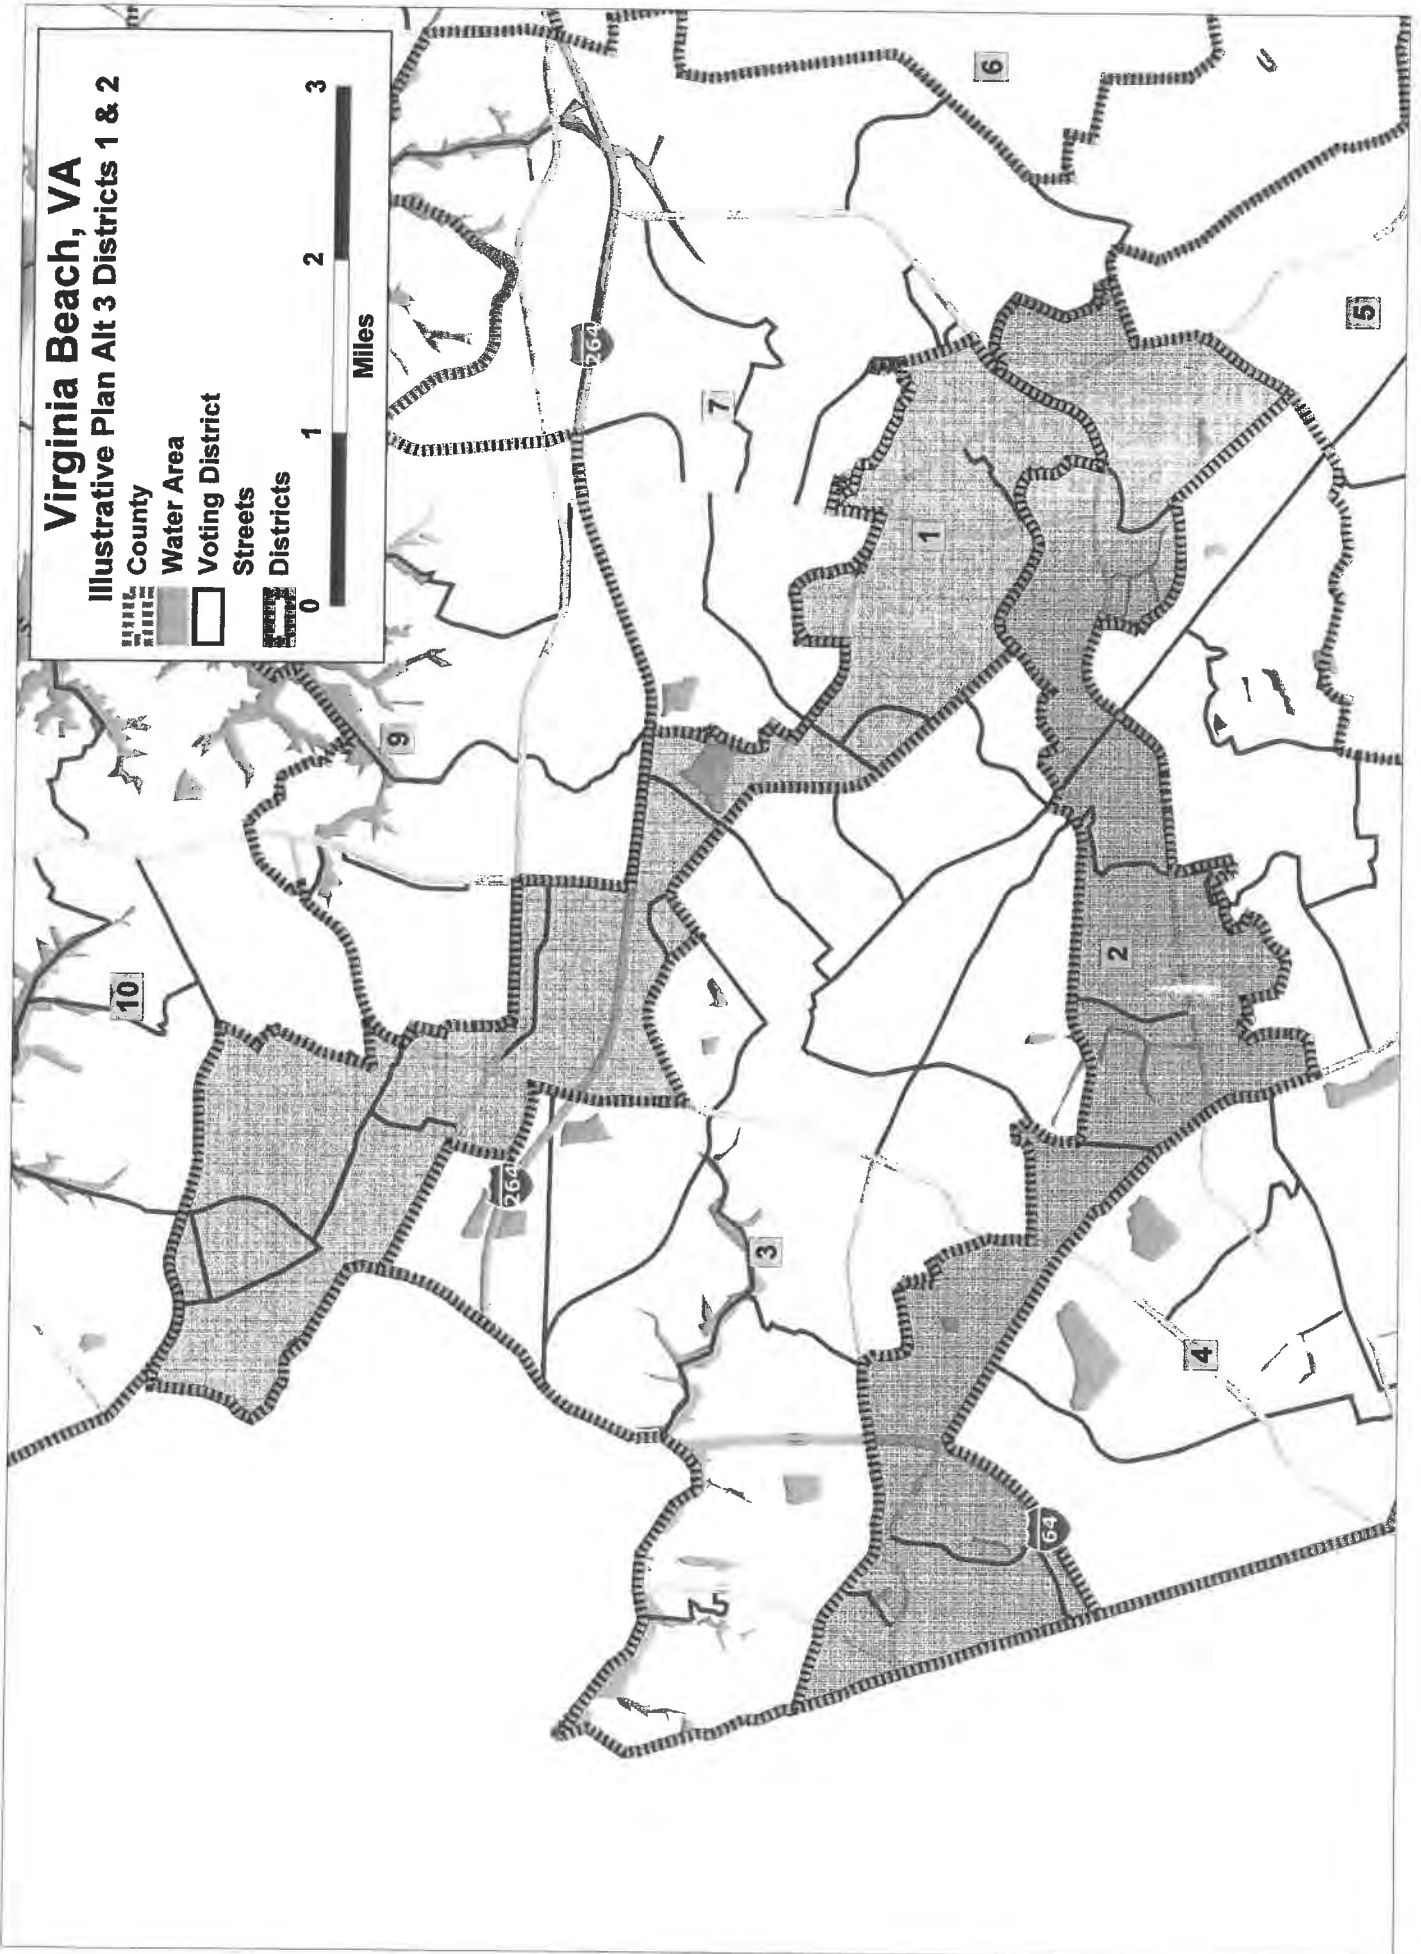 Virginia Beach, VA
Illustrative Plan Alt 3 Districts 1 & 2
County
Water Area
Voting District
Streets
Districts
0
1
2
3
Miles
10
9
6
264
7
1
5
264
3
2
64
4